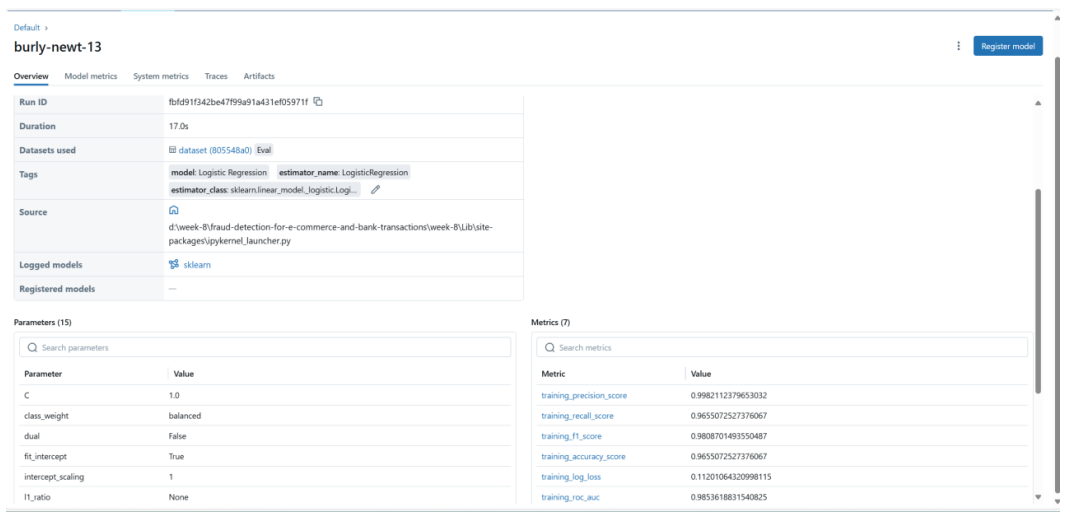 Default ›
burly-newt-13
Register model
Overview Model metrics System metrics Traces Artifacts
Run ID fbfd91f342be47f99a91a431ef05971f
Duration 17.0s
Datasets used dataset (805548a0) Eval
Tags model: Logistic Regression estimator_name: LogisticRegression
estimator_class: sklearn.linear_model._logistic.Logi...
Source
d:\week-8\fraud-detection-for-e-commerce-and-bank-transactions\week-8\Lib\site-
packages\ipykernel_launcher.py
Logged models sklearn
Registered models —
Parameters (15)
Search parameters
Parameter Value
C 1.0
class_weight balanced
dual False
fit_intercept True
intercept_scaling 1
l1_ratio None
Metrics (7)
Search metrics
Metric Value
training_precision_score 0.9982112379653032
training_recall_score 0.9655072527376067
training_f1_score 0.9808701493550487
training_accuracy_score 0.9655072527376067
training_log_loss 0.11201064320998115
training_roc_auc 0.9853618831540825